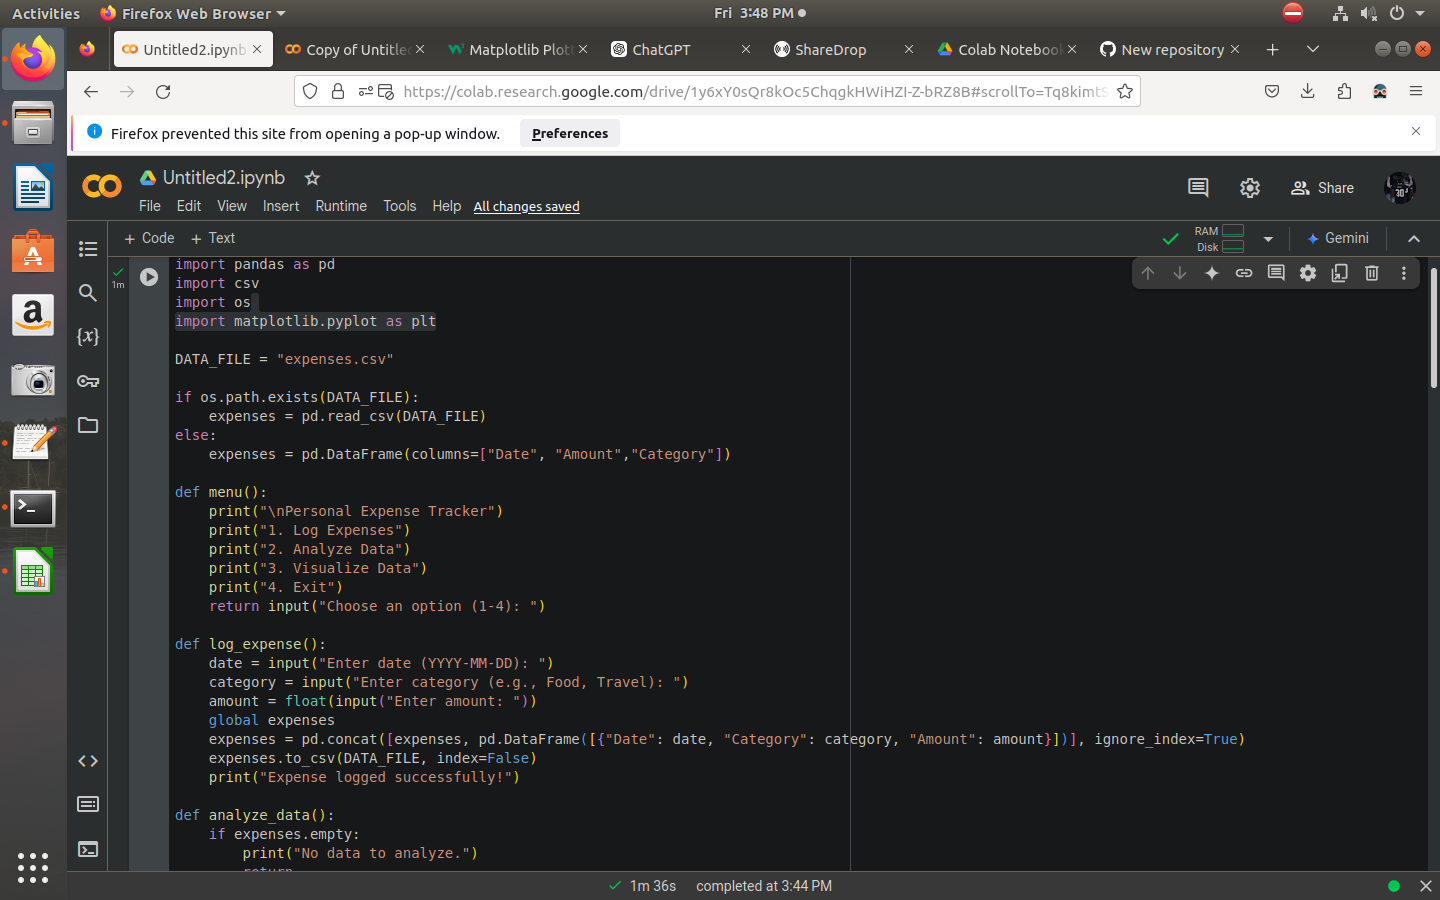 Activities
Firefox Web Browser
Fri 3:48 PM
Untitled2.ipynb
Copy of Untitle
Matplotlib Plot
ChatGPT
ShareDrop
Colab Notebook
New repository
https://colab.research.google.com/drive/1y6xY0sQr8kOc5ChqgkHWiHZI-Z-bRZ8B#scrollTo=Tq8kimtS
Firefox prevented this site from opening a pop-up window.
Preferences
CO
Untitled2.ipynb
Share
File Edit View Insert Runtime Tools Help All changes saved
+ Code + Text
RAM
Disk
Gemini
1m
import pandas as pd
import csv
import os
import matplotlib.pyplot as plt
DATA_FILE = "expenses.csv"
if os.path.exists(DATA_FILE):
    expenses = pd.read_csv(DATA_FILE)
else:
    expenses = pd.DataFrame(columns=["Date", "Amount","Category"])
def menu():
    print("\nPersonal Expense Tracker")
    print("1. Log Expenses")
    print("2. Analyze Data")
    print("3. Visualize Data")
    print("4. Exit")
    return input("Choose an option (1-4): ")
def log_expense():
    date = input("Enter date (YYYY-MM-DD): ")
    category = input("Enter category (e.g., Food, Travel): ")
    amount = float(input("Enter amount: "))
    global expenses
    expenses = pd.concat([expenses, pd.DataFrame([{"Date": date, "Category": category, "Amount": amount}])], ignore_index=True)
    expenses.to_csv(DATA_FILE, index=False)
    print("Expense logged successfully!")
def analyze_data():
    if expenses.empty:
        print("No data to analyze.")
        return
1m 36s completed at 3:44 PM